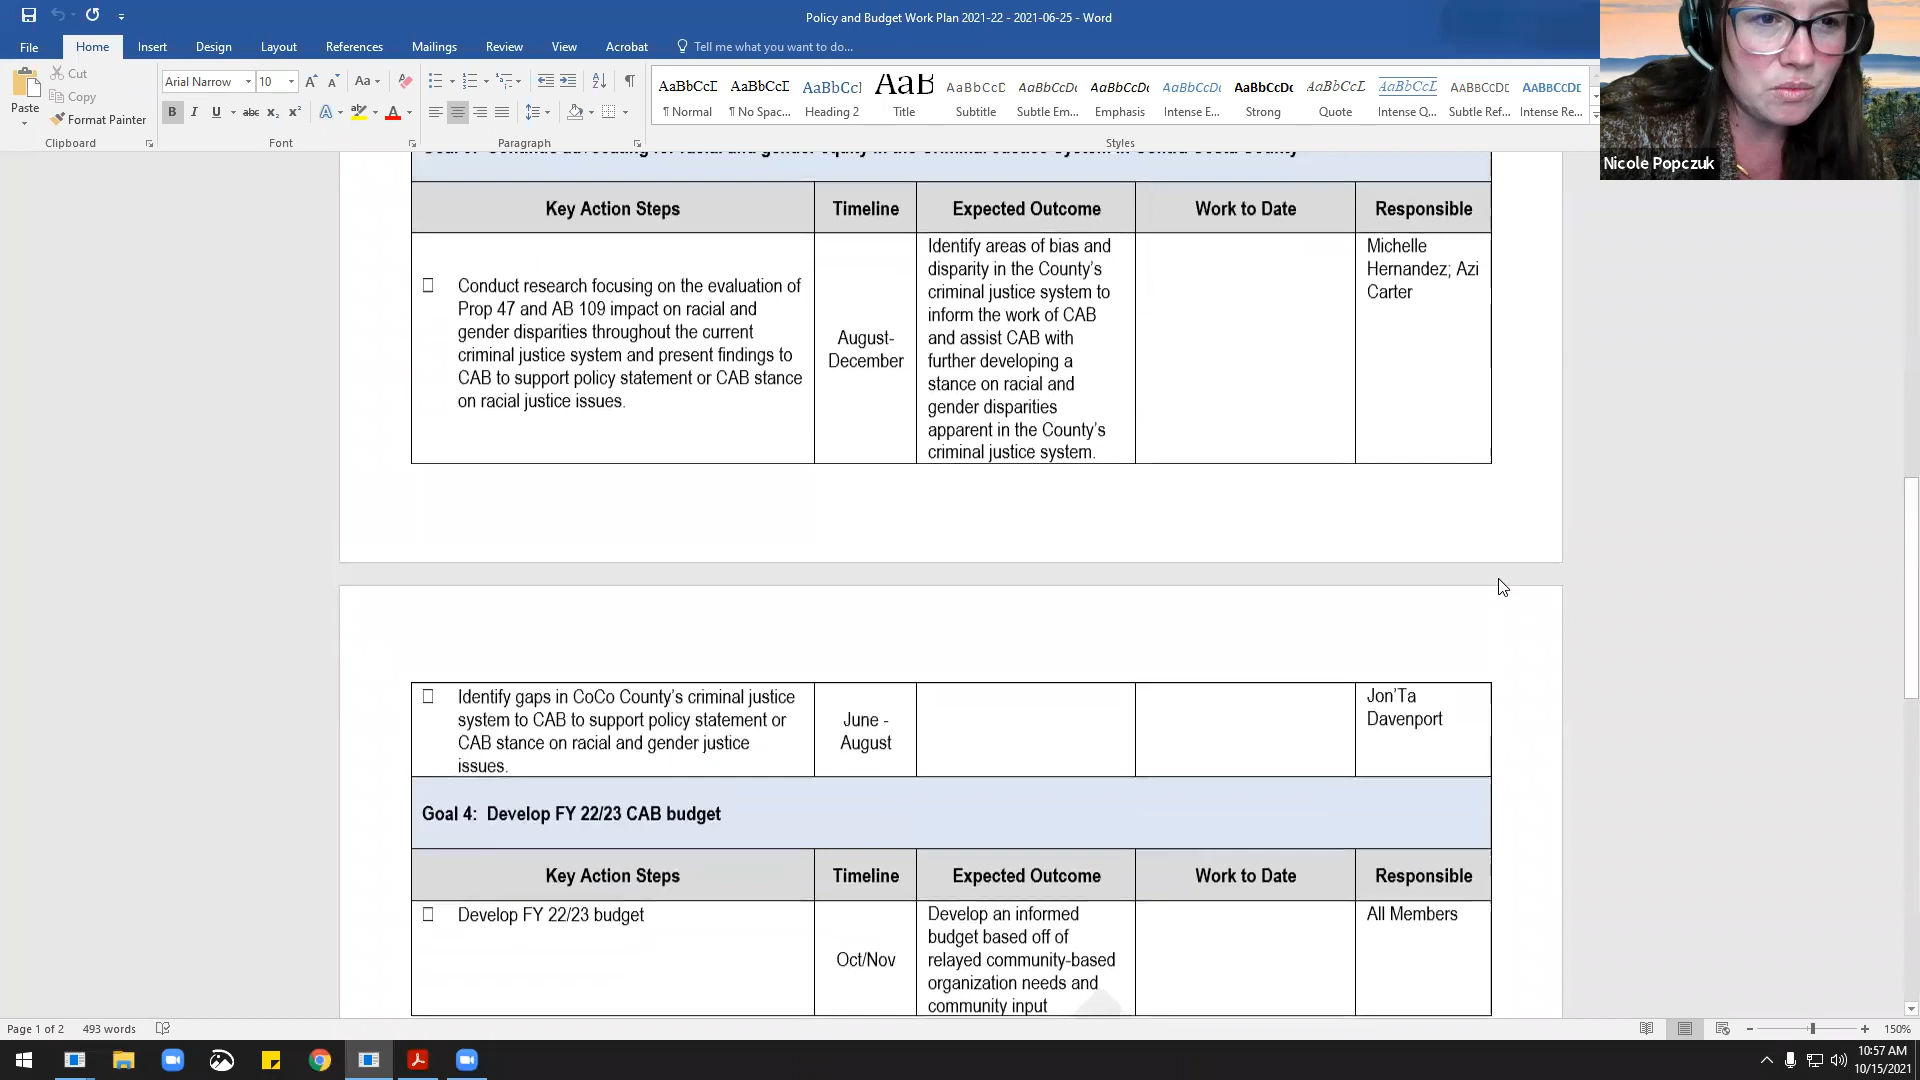 Policy and Budget Work Plan 2021-22 - 2021-06-25 - Word
File Home Insert Design Layout References Mailings Review View Acrobat Tell me what you want to do...
Paste
Cut
Copy
Format Painter
Arial Narrow 10
AaBbCcDc ¶ Normal
¶ No Spac...
Heading 2
Title
Subtitle
Subtle Em...
Emphasis
Intense E...
Strong
Quote
Intense Q...
Subtle Ref...
Intense Re...
Clipboard Font Paragraph Styles
Nicole Popczuk
Key Action Steps Timeline Expected Outcome Work to Date Responsible
Conduct research focusing on the evaluation of
Prop 47 and AB 109 impact on racial and
gender disparities throughout the current
criminal justice system and present findings to
CAB to support policy statement or CAB stance
on racial justice issues.
August-
December
Identify areas of bias and
disparity in the County's
criminal justice system to
inform the work of CAB
and assist CAB with
further developing a
stance on racial and
gender disparities
apparent in the County's
criminal justice system.
Michelle
Hernandez; Azi
Carter
Identify gaps in CoCo County's criminal justice
system to CAB to support policy statement or
CAB stance on racial and gender justice
issues.
June -
August
Jon'Ta
Davenport
Goal 4: Develop FY 22/23 CAB budget
Key Action Steps Timeline Expected Outcome Work to Date Responsible
Develop FY 22/23 budget
Oct/Nov
Develop an informed
budget based off of
relayed community-based
organization needs and
community input
All Members
Page 1 of 2 493 words
150%
10:57 AM
10/15/2021